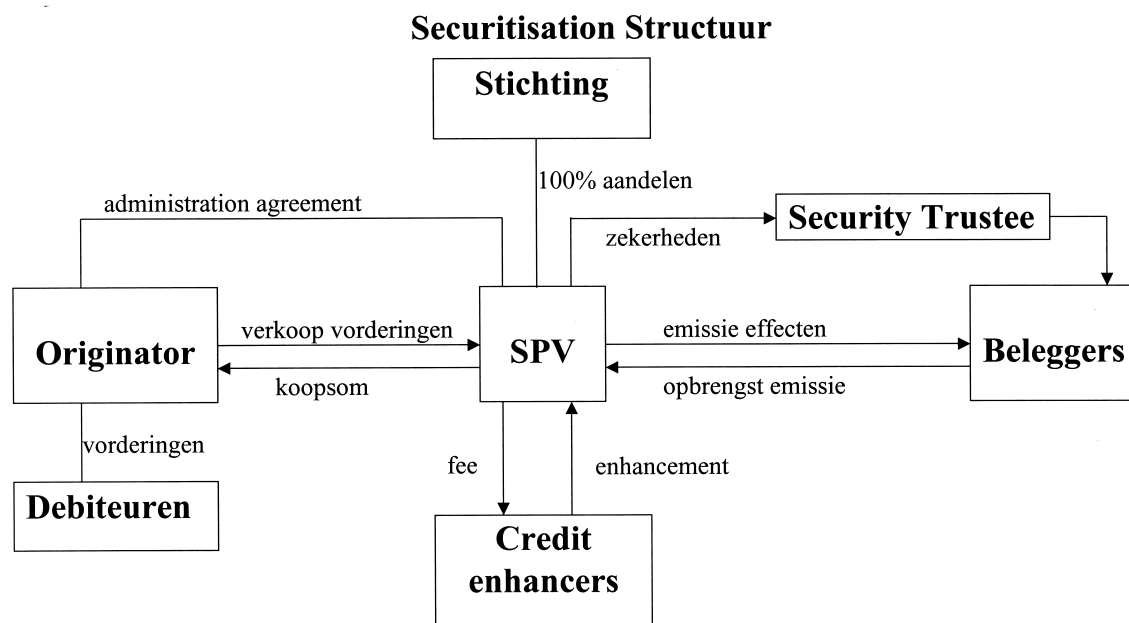 Securitisation Structuur
Stichting
100% aandelen
administration agreement
Security Trustee
zekerheden
Originator
verkoop vorderingen
koopsom
SPV
emissie effecten
opbrengst emissie
Beleggers
vorderingen
fee
enhancement
Debiteuren
Credit
enhancers